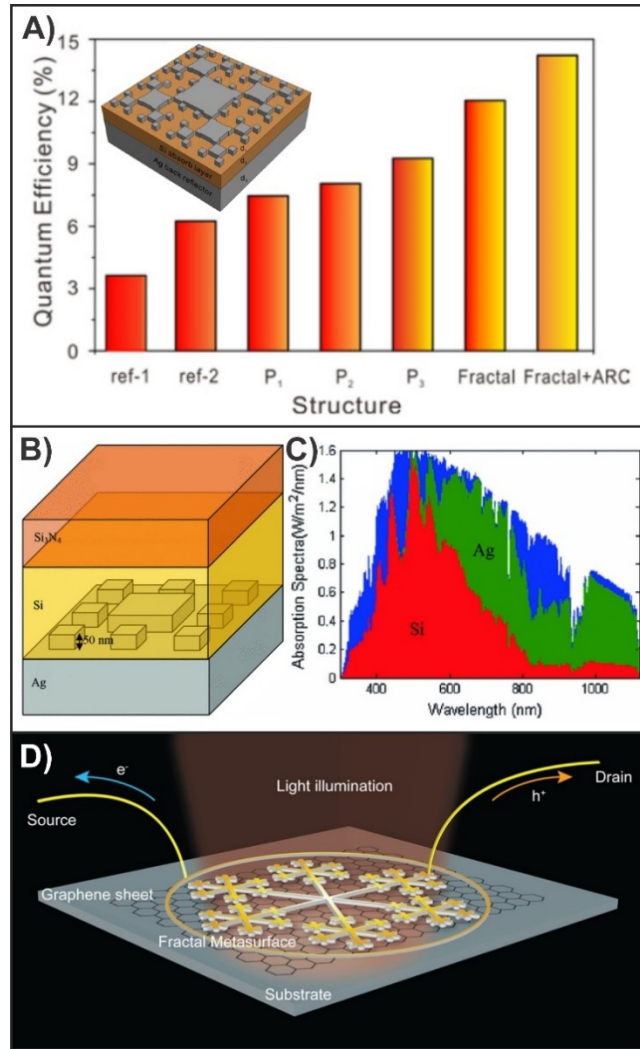 A)
Quantum Efficiency (%)
15
12
9
6
3
0
Si absorb layer
Ag back reflector
ref-1 ref-2 P₁ P₂ P₃ Fractal Fractal+ARC
Structure
B)
Si₃N₄
Si
50 nm
Ag
C)
Absorption Spectra(W/m²/nm)
1.6
1.4
1.2
1
0.8
0.6
0.4
0.2
0
Ag
Si
400 600 800 1000
Wavelength (nm)
D)
e⁻
Light illumination
h⁺
Drain
Source
Graphene sheet
Fractal Metasurface
Substrate